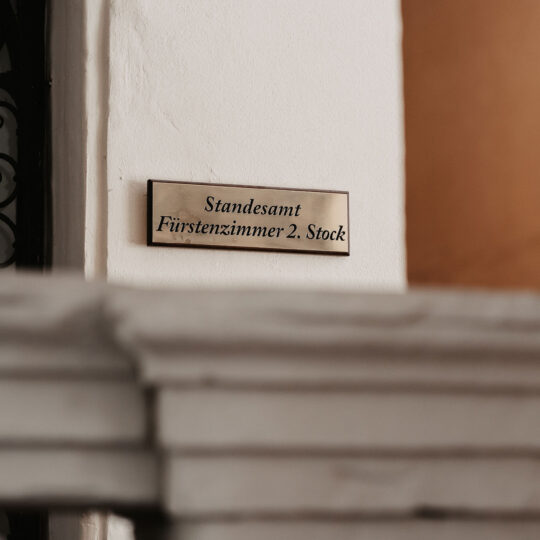 Standesamt
Fürstenzimmer 2. Stock